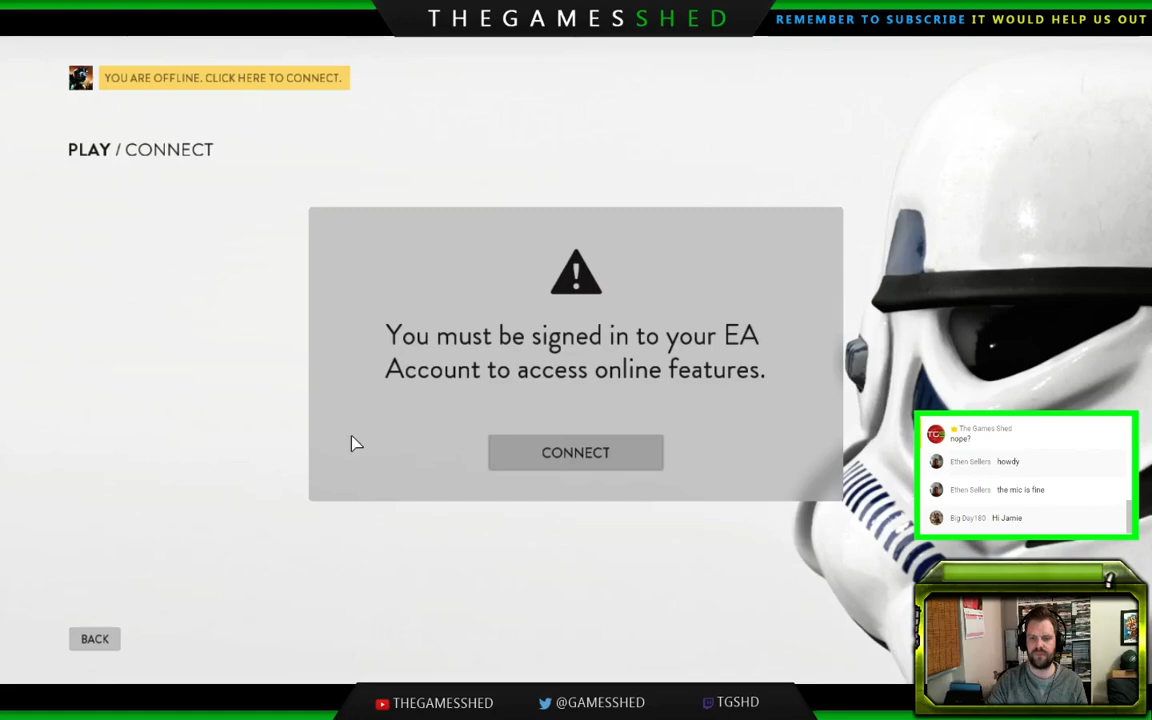 THEGAMESSHED
REMEMBER TO SUBSCRIBE IT WOULD HELP US OUT
YOU ARE OFFLINE. CLICK HERE TO CONNECT.
PLAY / CONNECT
You must be signed in to your EA
Account to access online features.
CONNECT
TGS
The Games Shed
nope?
Ethen Sellers howdy
Ethen Sellers the mic is fine
Big Day180 Hi Jamie
BACK
THEGAMESSHED @GAMESSHED TGSHD